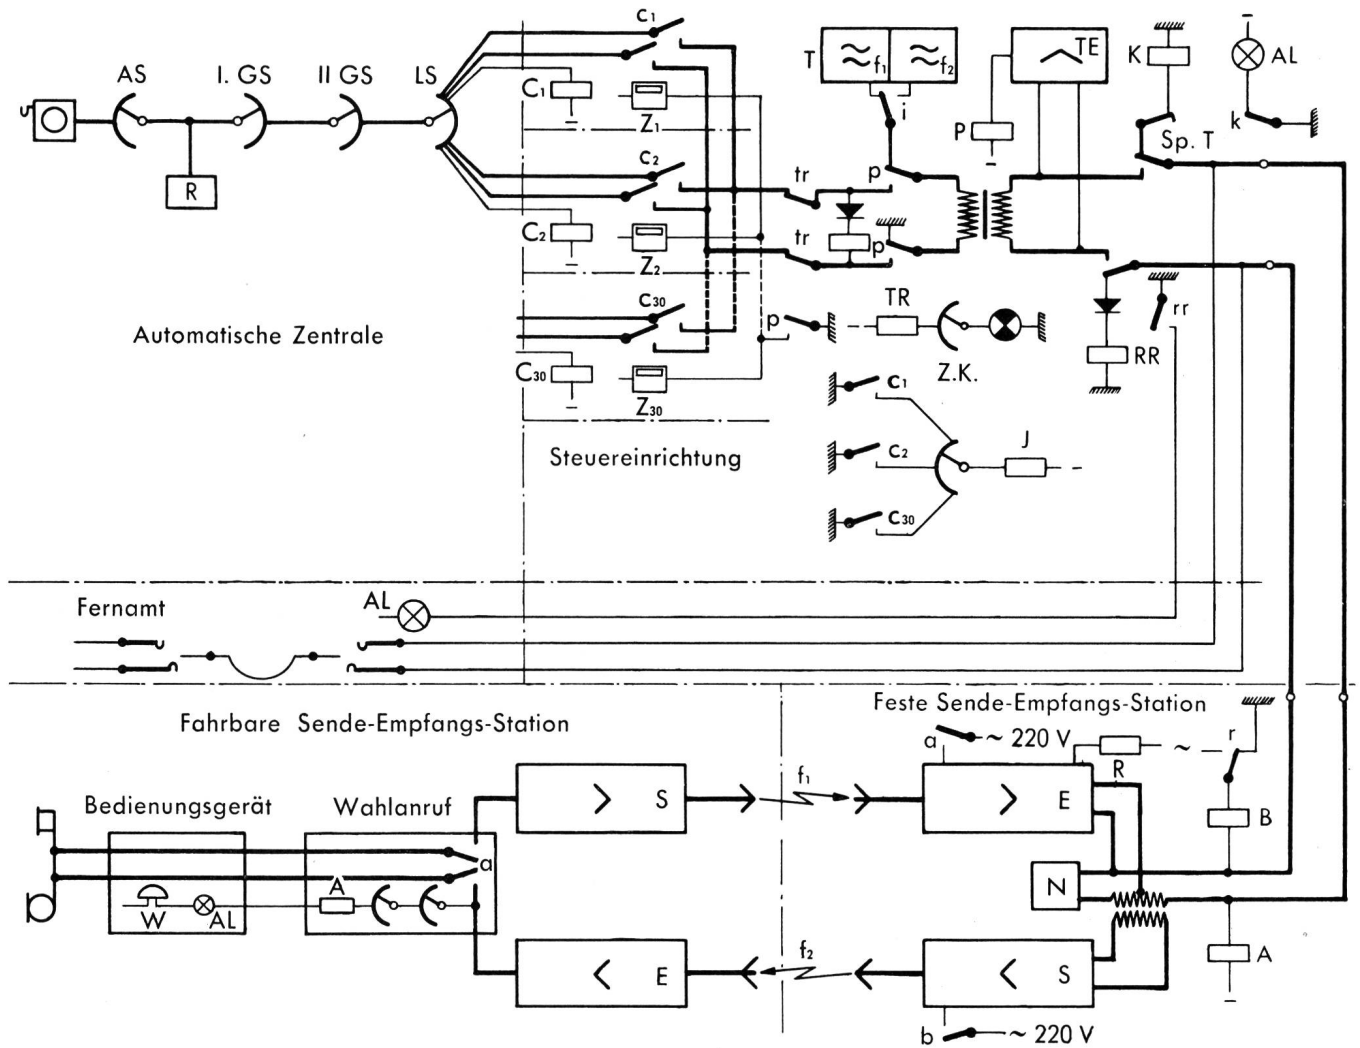 AS I. GS II GS LS
R
C1
C1
Z1
C2
C2
Z2
C30
C30
Z30
Automatische Zentrale
Steuereinrichtung
T f1 f2
i
P
TE
K
AL
k
Sp. T
tr p
tr p
p
TR
Z.K.
rr
RR
C1
C2
C30
J
Fernamt
AL
Fahrbare Sende-Empfangs-Station
Feste Sende-Empfangs-Station
a ~ 220 V
R ~ r
Bedienungsgerät
Wahlanruf
S
f1
E
B
a
A
W AL
N
E
f2
S
A
b ~ 220 V